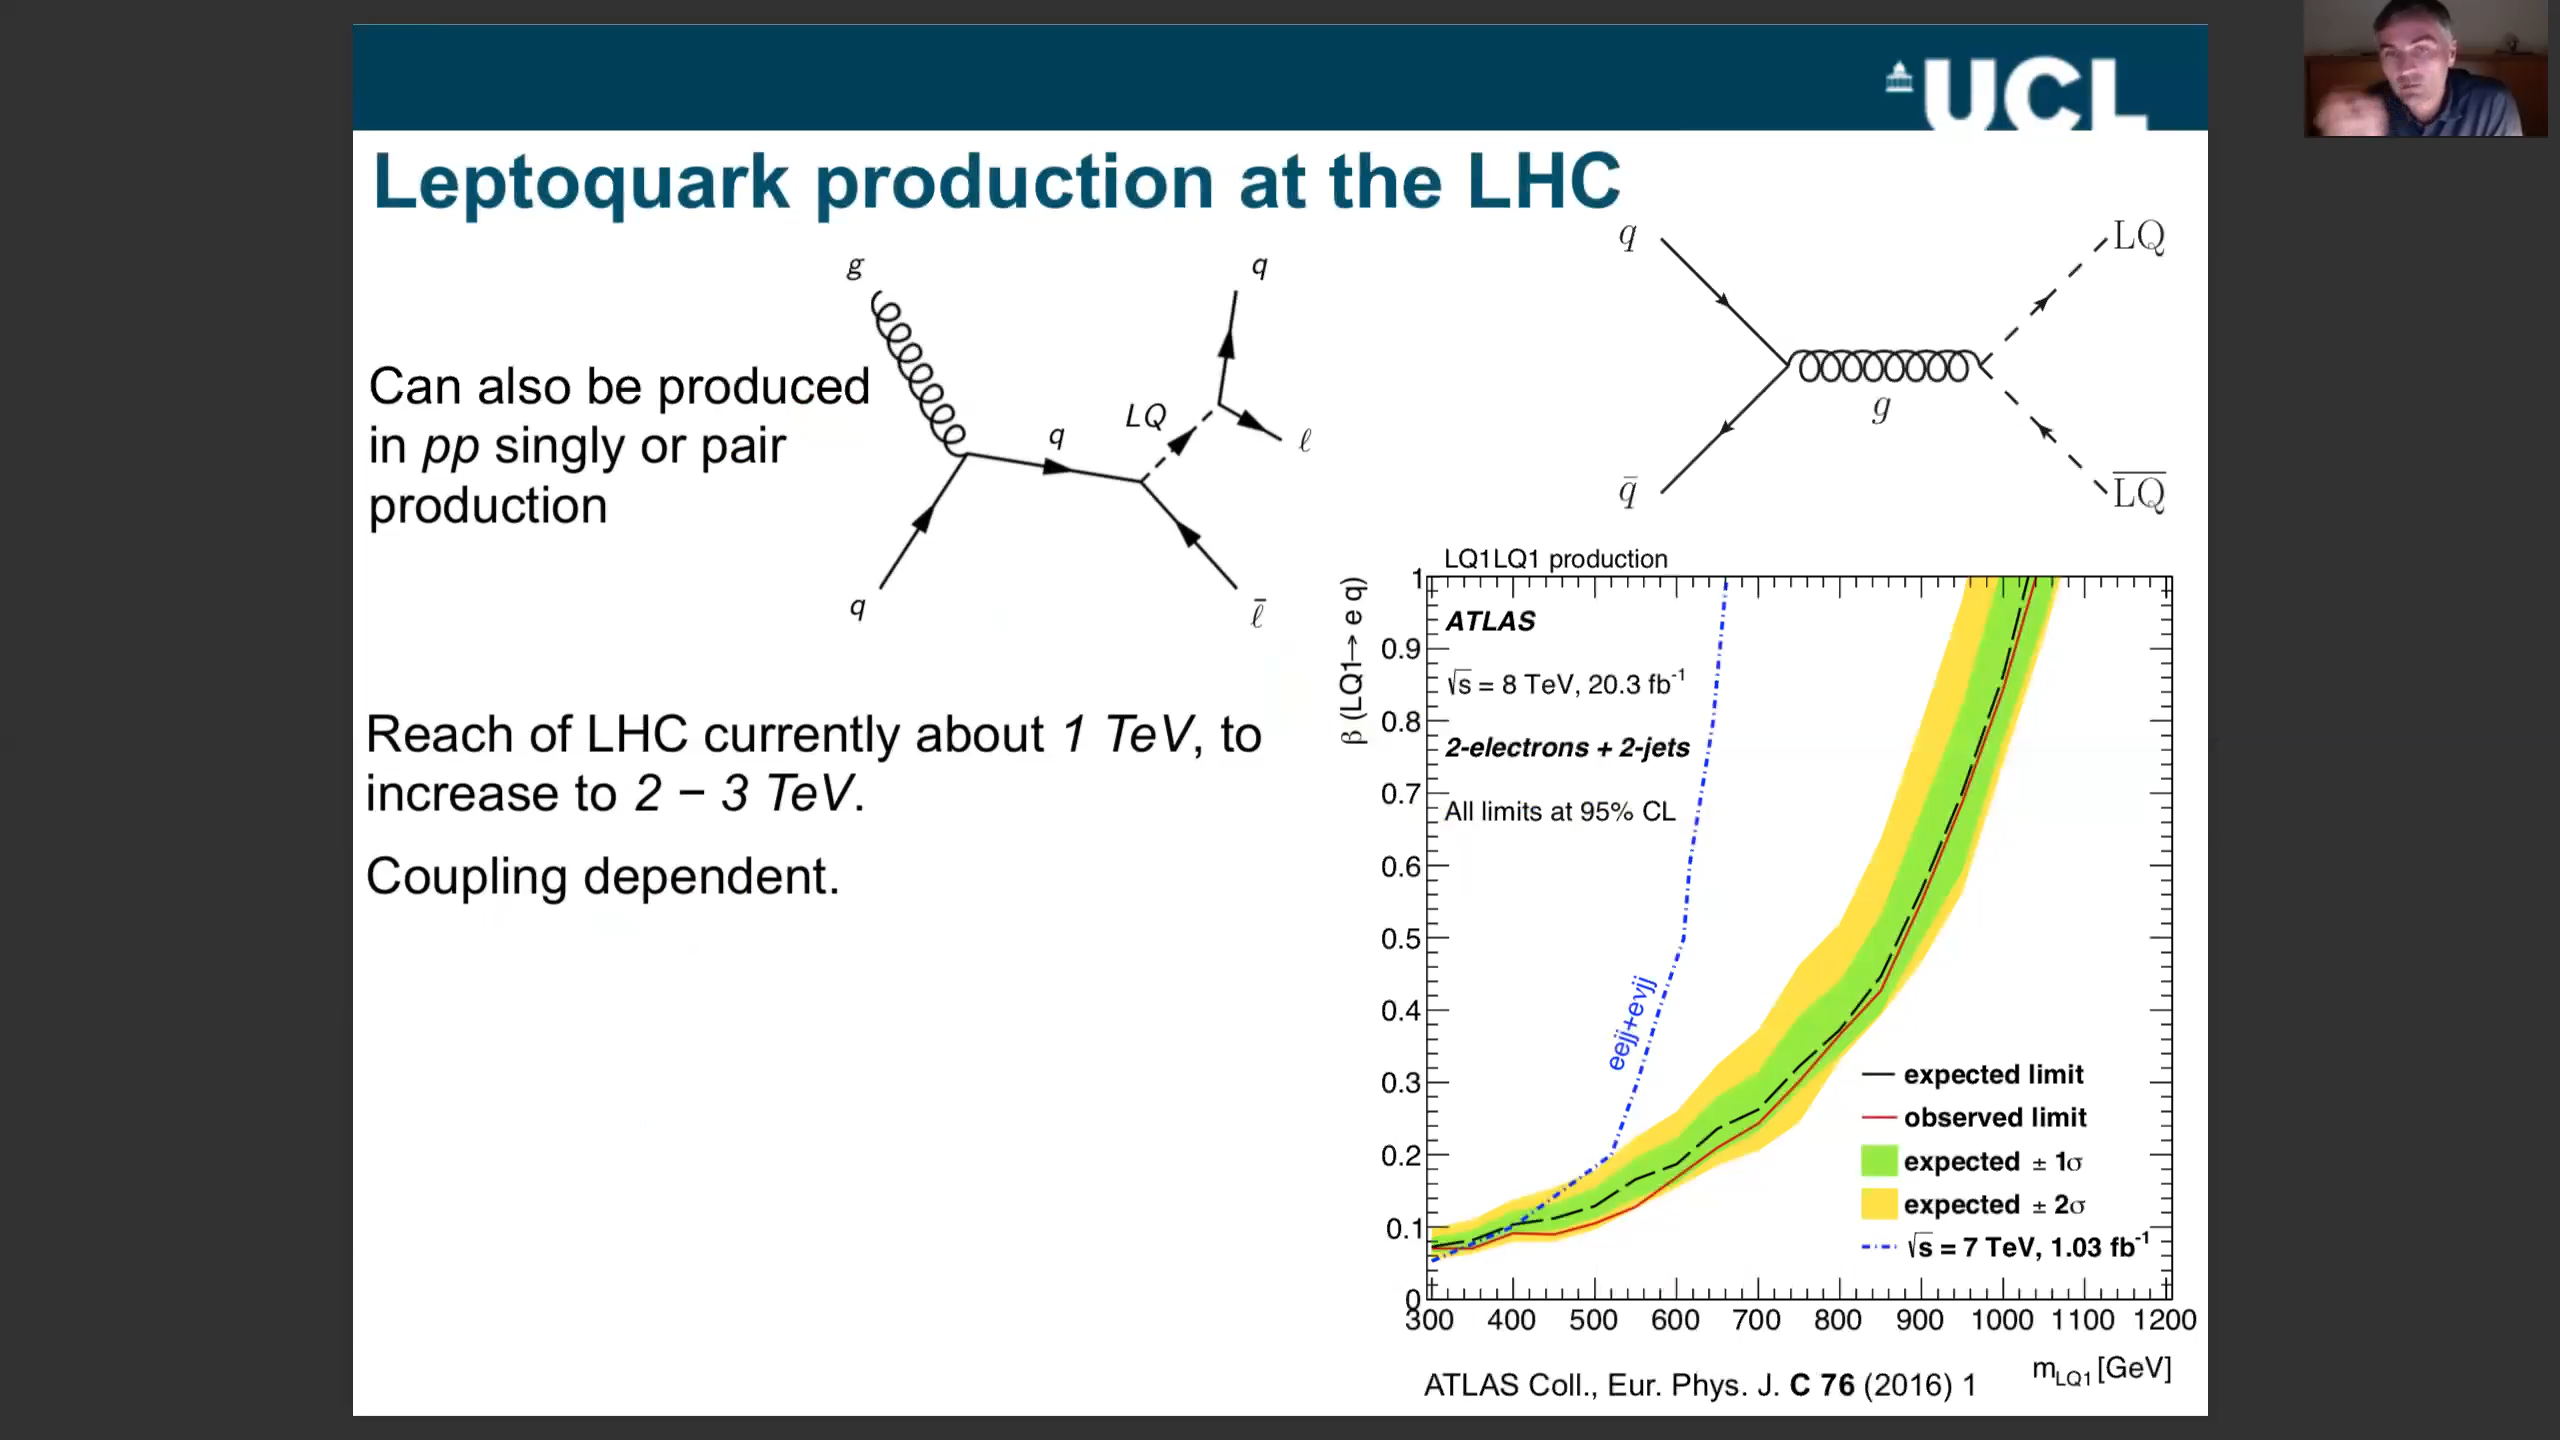 UCL
Leptoquark production at the LHC
Can also be produced
in pp singly or pair
production
g
q
q
LQ
ℓ
q
ℓ̅
q
LQ
g
q̅
L̅Q̅
Reach of LHC currently about 1 TeV, to
increase to 2 − 3 TeV.
Coupling dependent.
LQ1LQ1 production
β (LQ1→ e q)
1
0.9
0.8
0.7
0.6
0.5
0.4
0.3
0.2
0.1
0
ATLAS
√s = 8 TeV, 20.3 fb⁻¹
2-electrons + 2-jets
All limits at 95% CL
eejj+eνjj
expected limit
observed limit
expected ± 1σ
expected ± 2σ
√s = 7 TeV, 1.03 fb⁻¹
300 400 500 600 700 800 900 1000 1100 1200
m_LQ1 [GeV]
ATLAS Coll., Eur. Phys. J. C 76 (2016) 1